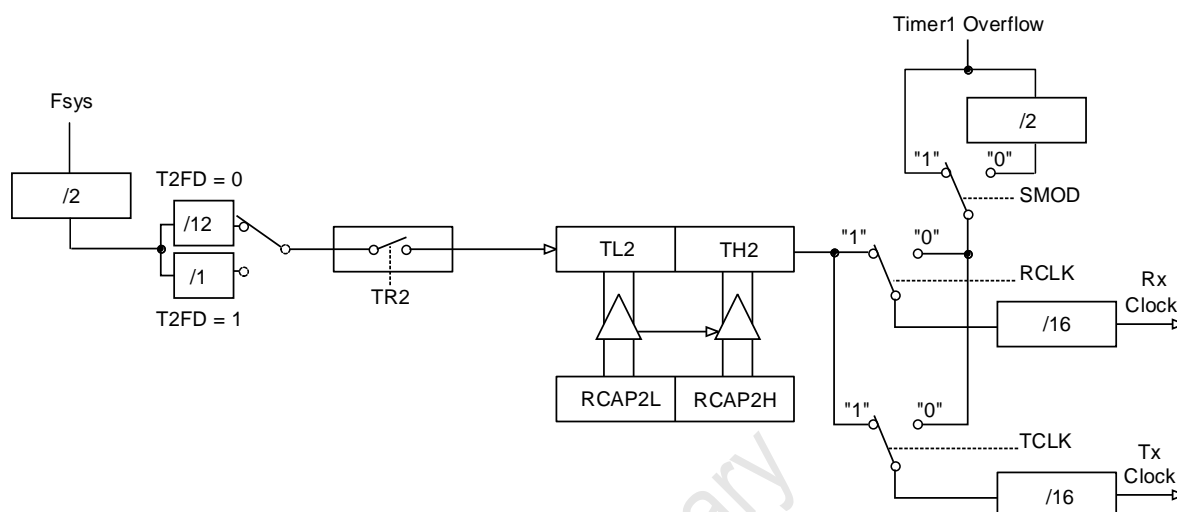 Timer1 Overflow
Fsys
/2
/2
T2FD = 0
"1"
"0"
/12
SMOD
"1"
"0"
TL2
TH2
/1
RCLK
Rx
Clock
TR2
T2FD = 1
/16
RCAP2L
RCAP2H
"1"
"0"
TCLK
Tx
Clock
/16